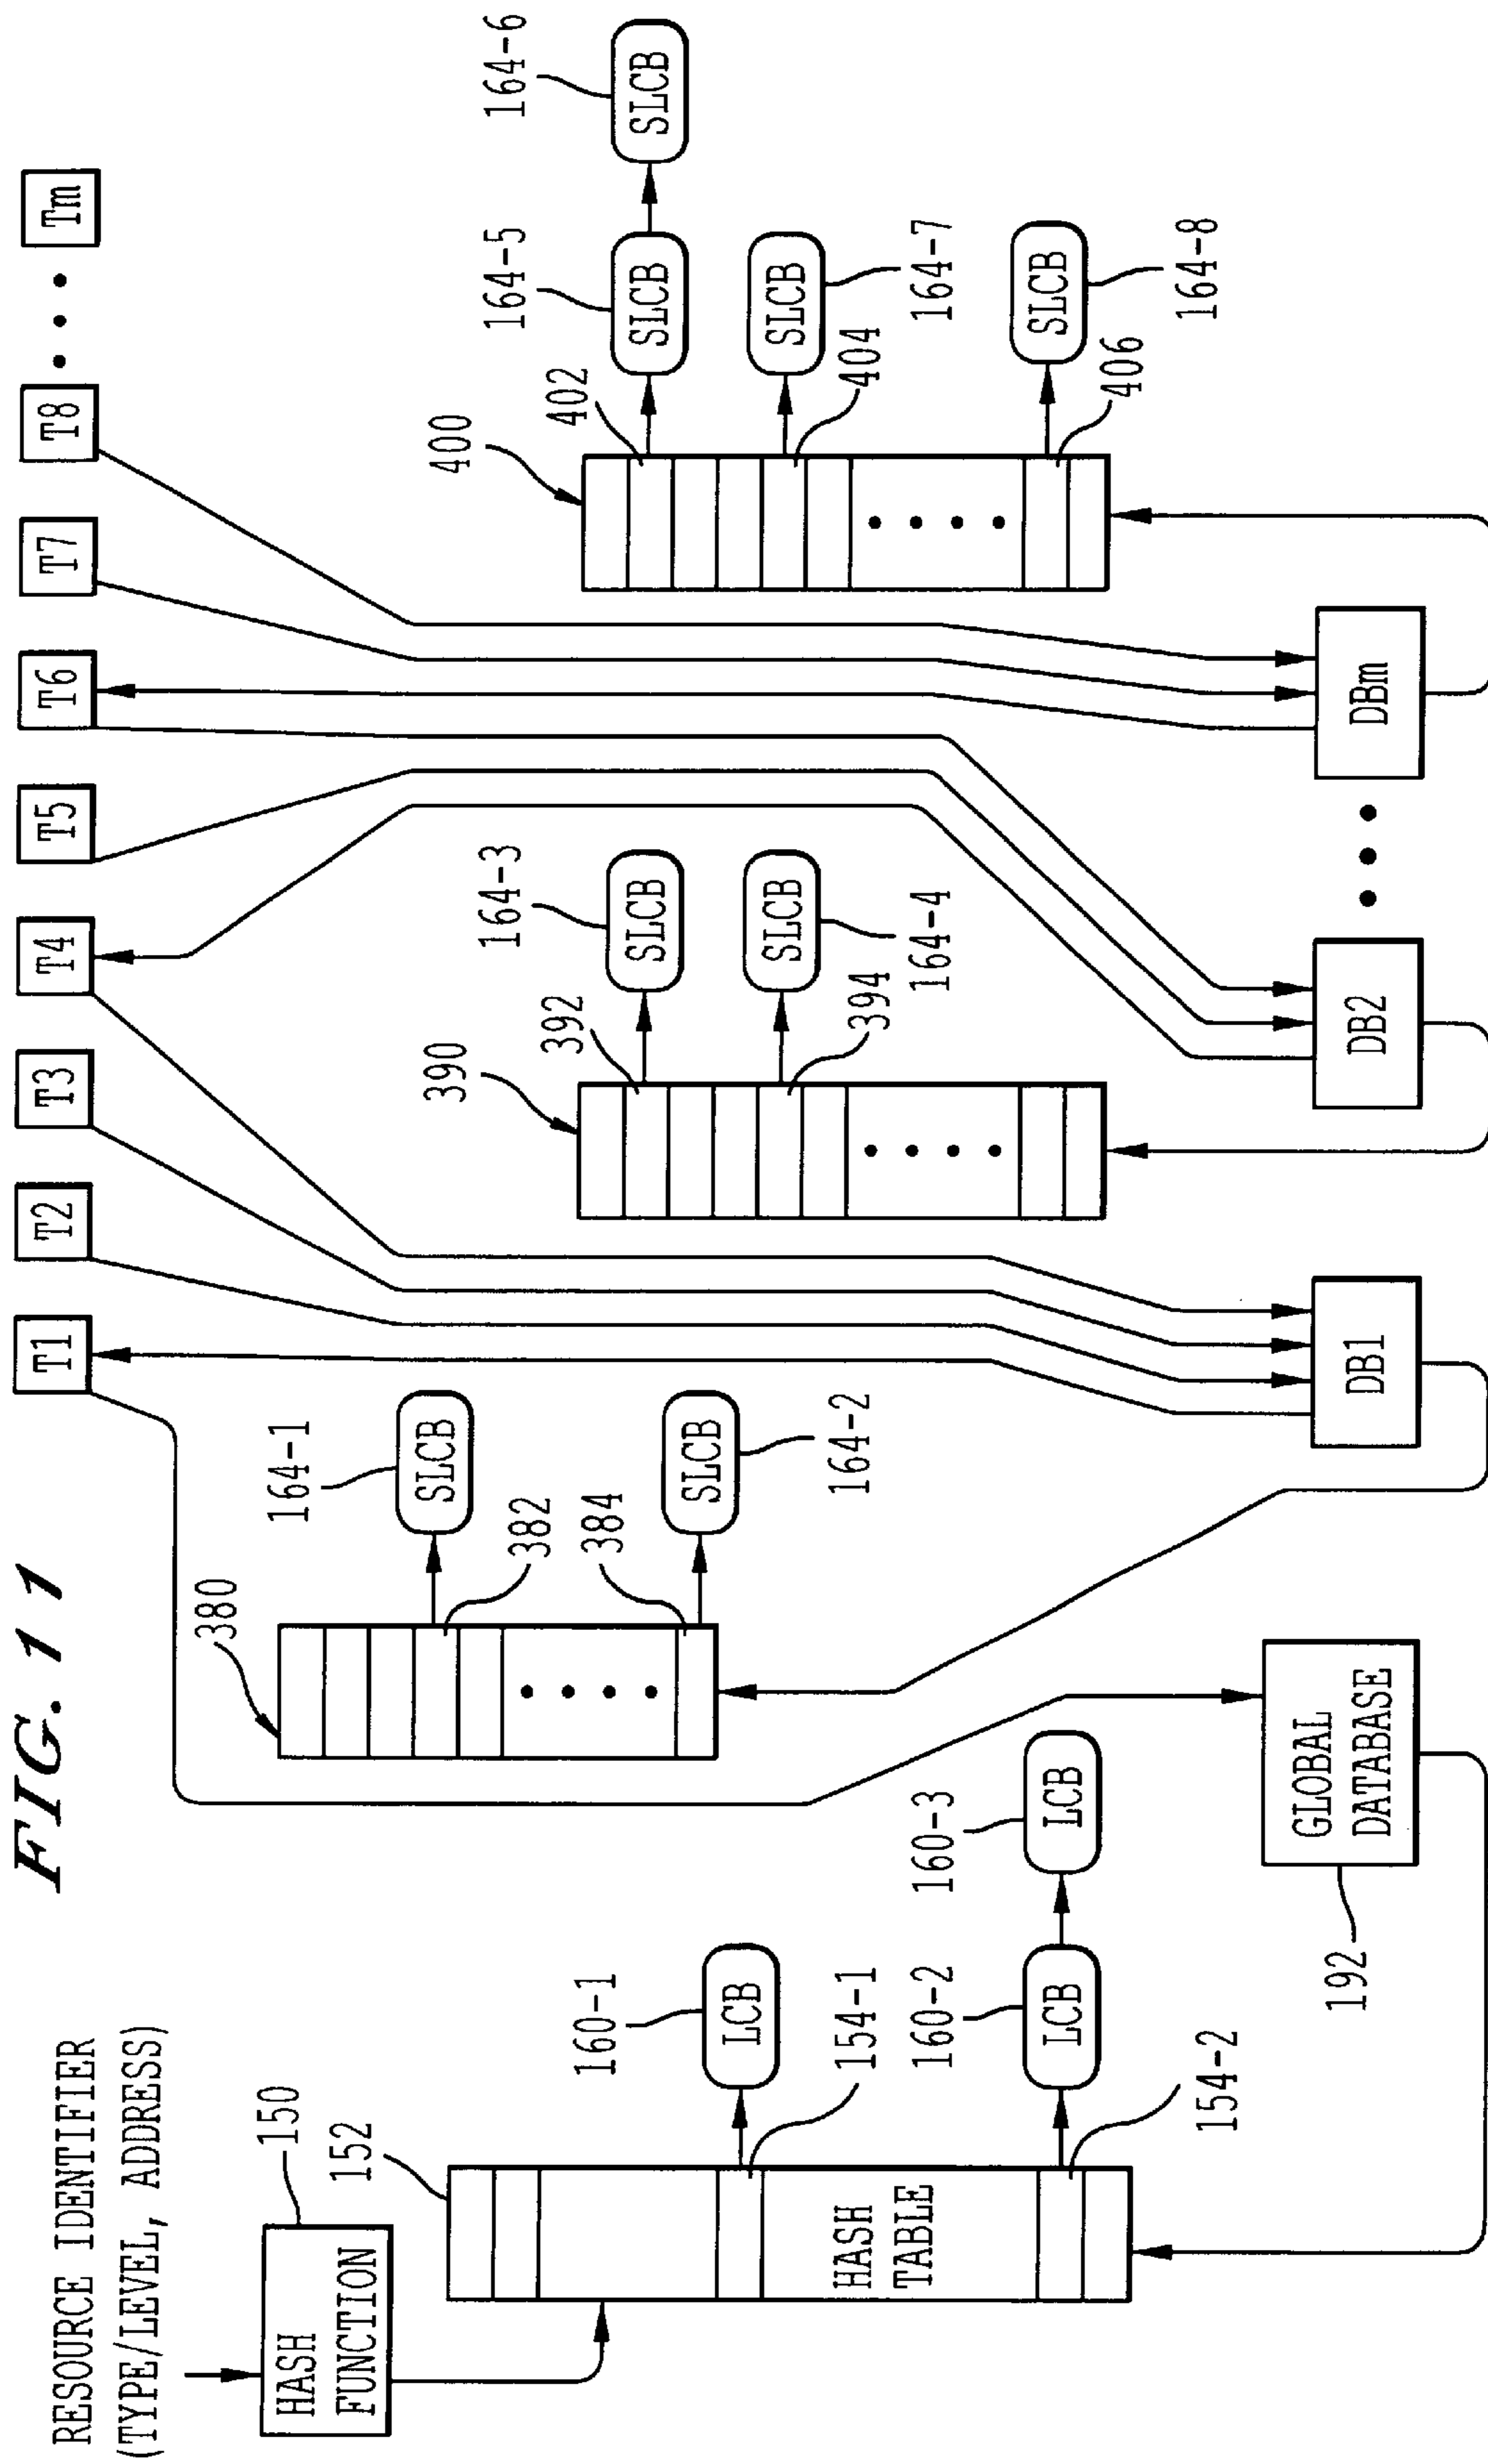 FIG. 11
RESOURCE IDENTIFIER
(TYPE/LEVEL, ADDRESS)
150
HASH
FUNCTION
152
HASH
TABLE
160-1
LCB
154-1
160-2
LCB
160-3
LCB
154-2
GLOBAL
DATABASE
192
T1
T2
T3
T4
T5
T6
T7
T8
Tm
380
164-1
SLCB
382
384
SLCB
164-2
DB1
390
392
164-3
SLCB
SLCB
394
164-4
DB2
400
402
164-5
SLCB
164-6
SLCB
SLCB
404
164-7
SLCB
406
164-8
DBm